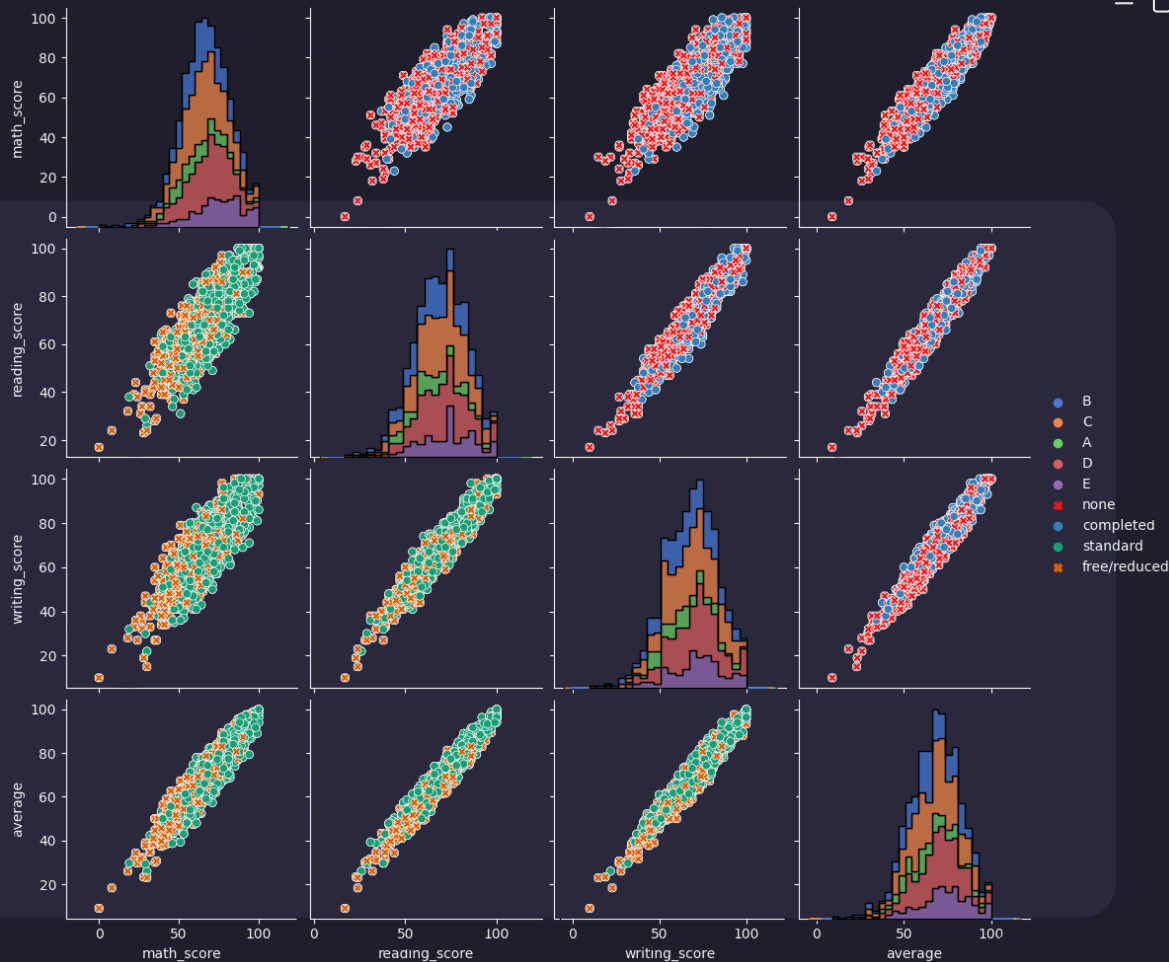 100
80
60
40
20
0
math_score
100
80
60
40
20
reading_score
B
C
A
D
E
none
completed
standard
free/reduced
100
80
60
40
20
writing_score
100
80
60
40
20
average
0 50 100 0 50 100 0 50 100 0 50 100
math_score reading_score writing_score average